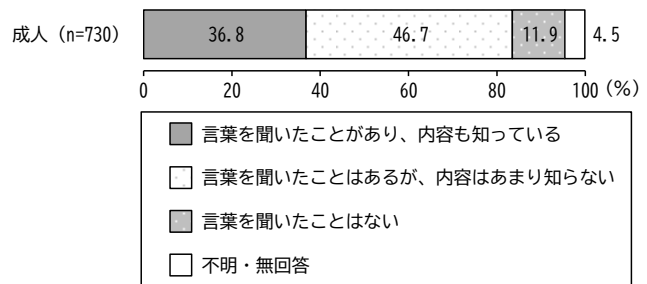 成人（n=730） 36.8 46.7 11.9 4.5
0 20 40 60 80 100 (%)
言葉を聞いたことがあり、内容も知っている
言葉を聞いたことはあるが、内容はあまり知らない
言葉を聞いたことはない
不明・無回答